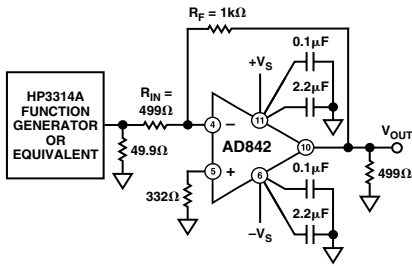 R_F = 1kΩ
0.1μF
+V_S
2.2μF
HP3314A
FUNCTION
GENERATOR
OR
EQUIVALENT
R_IN =
499Ω
49.9Ω
4
–
11
AD842
10
V_OUT
5
+
6
0.1μF
499Ω
332Ω
2.2μF
–V_S